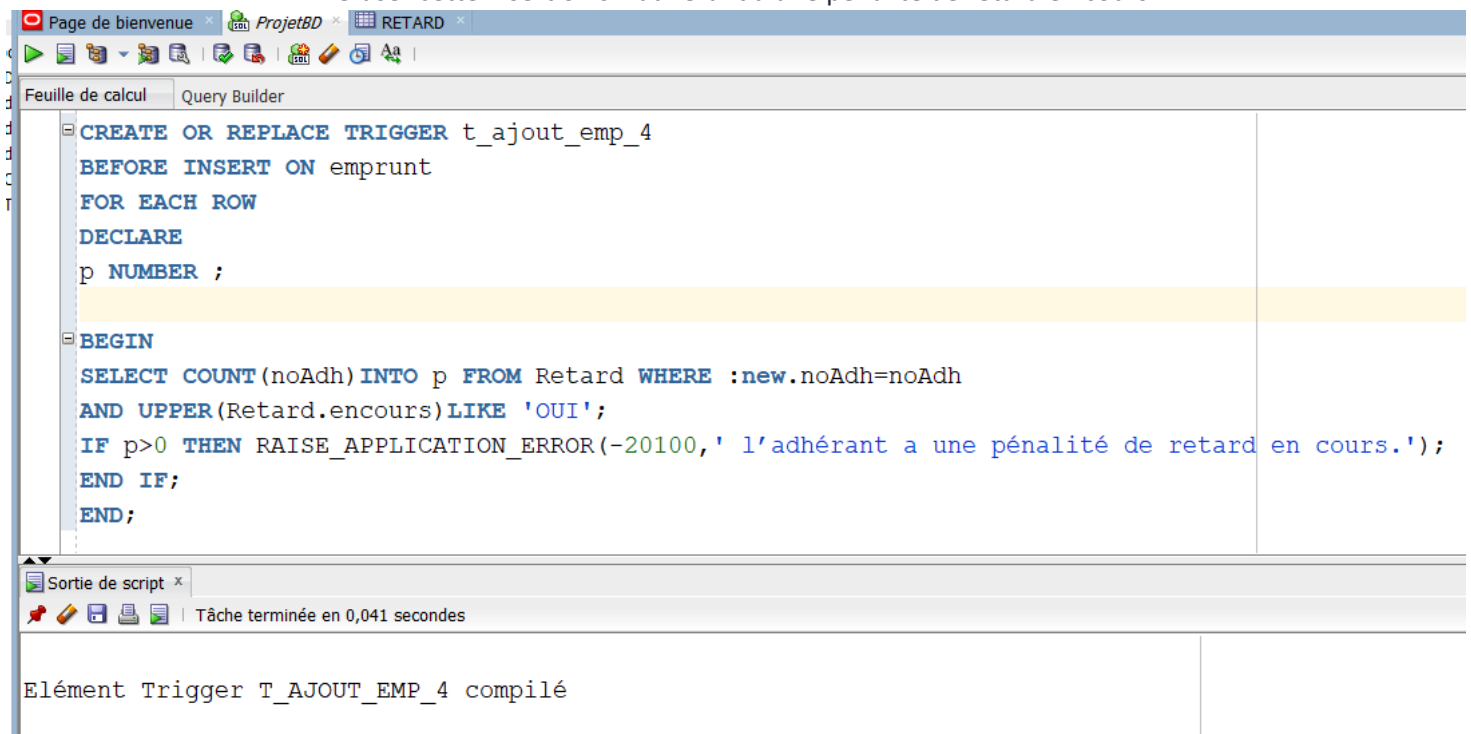 Page de bienvenue ProjetBD RETARD
Feuille de calcul Query Builder
CREATE OR REPLACE TRIGGER t_ajout_emp_4
BEFORE INSERT ON emprunt
FOR EACH ROW
DECLARE
p NUMBER ;
BEGIN
SELECT COUNT(noAdh)INTO p FROM Retard WHERE :new.noAdh=noAdh
AND UPPER(Retard.encours)LIKE 'OUI';
IF p>0 THEN RAISE_APPLICATION_ERROR(-20100,' l’adhérant a une pénalité de retard en cours.');
END IF;
END;
Sortie de script
Tâche terminée en 0,041 secondes
Elément Trigger T_AJOUT_EMP_4 compilé